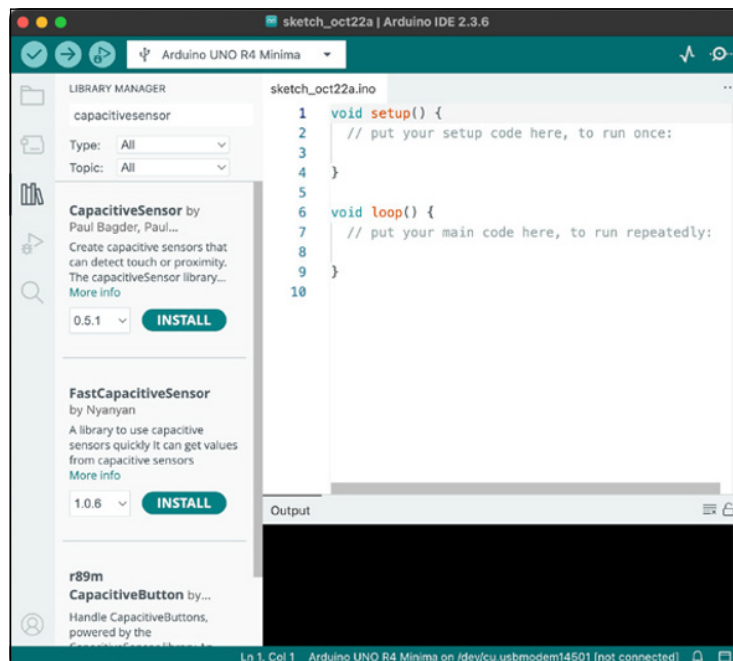 sketch_oct22a | Arduino IDE 2.3.6
Arduino UNO R4 Minima
LIBRARY MANAGER
capacitivesensor
Type: All
Topic: All
CapacitiveSensor by
Paul Bagder, Paul...
Create capacitive sensors that
can detect touch or proximity.
The capacitiveSensor library...
More info
0.5.1 INSTALL
FastCapacitiveSensor
by Nyanyan
A library to use capacitive
sensors quickly It can get values
from capacitive sensors
More info
1.0.6 INSTALL
r89m
CapacitiveButton by...
Handle CapacitiveButtons,
powered by the
sketch_oct22a.ino
1 void setup() {
2 // put your setup code here, to run once:
3
4 }
5
6 void loop() {
7 // put your main code here, to run repeatedly:
8
9 }
10
Output
Ln 1, Col 1 Arduino UNO R4 Minima on /dev/cu.usbmodem14501 [not connected]